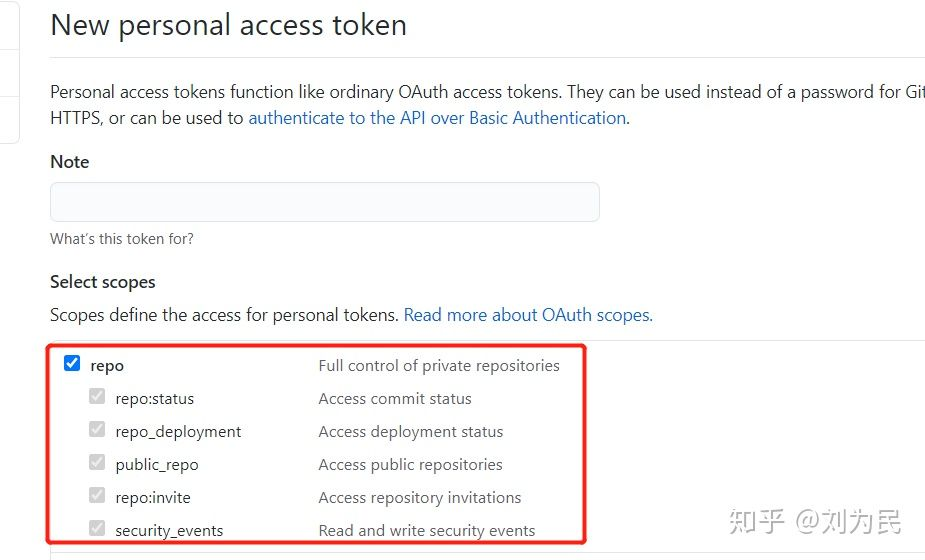 New personal access token
Personal access tokens function like ordinary OAuth access tokens. They can be used instead of a password for Git
HTTPS, or can be used to authenticate to the API over Basic Authentication.
Note
What's this token for?
Select scopes
Scopes define the access for personal tokens. Read more about OAuth scopes.
repo Full control of private repositories
repo:status Access commit status
repo_deployment Access deployment status
public_repo Access public repositories
repo:invite Access repository invitations
security_events Read and write security events
知乎 @刘为民